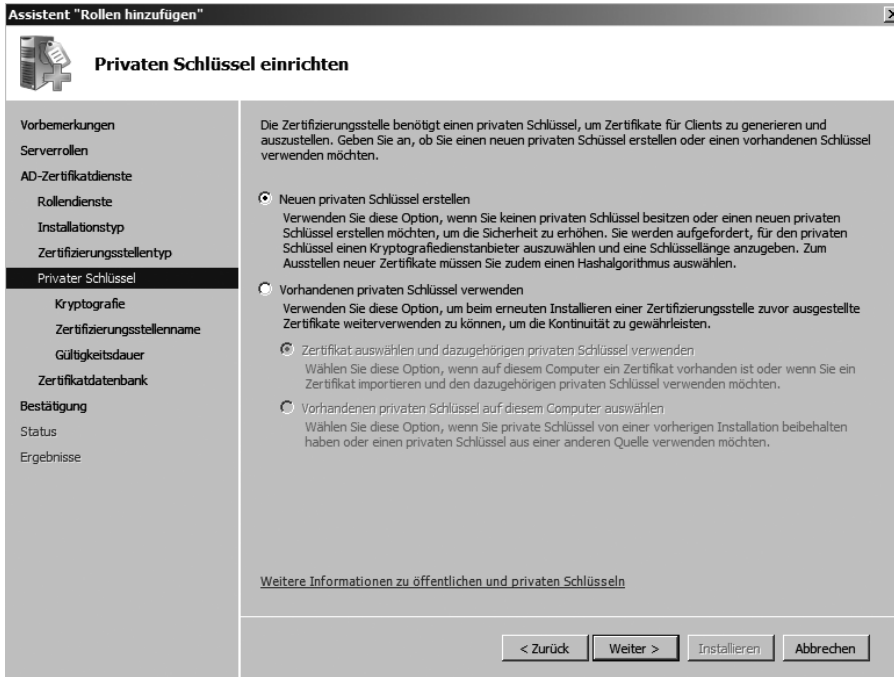 Assistent "Rollen hinzufügen"
Privaten Schlüssel einrichten
Vorbemerkungen
Serverrollen
AD-Zertifikatdienste
Rollendienste
Installationstyp
Zertifizierungsstellentyp
Privater Schlüssel
Kryptografie
Zertifizierungsstellenname
Gültigkeitsdauer
Zertifikatdatenbank
Bestätigung
Status
Ergebnisse
Die Zertifizierungsstelle benötigt einen privaten Schlüssel, um Zertifikate für Clients zu generieren und
auszustellen. Geben Sie an, ob Sie einen neuen privaten Schüssel erstellen oder einen vorhandenen Schlüssel
verwenden möchten.
Neuen privaten Schlüssel erstellen
Verwenden Sie diese Option, wenn Sie keinen privaten Schlüssel besitzen oder einen neuen privaten
Schlüssel erstellen möchten, um die Sicherheit zu erhöhen. Sie werden aufgefordert, für den privaten
Schlüssel einen Kryptografiedienstanbieter auszuwählen und eine Schlüssellänge anzugeben. Zum
Ausstellen neuer Zertifikate müssen Sie zudem einen Hashalgorithmus auswählen.
Vorhandenen privaten Schlüssel verwenden
Verwenden Sie diese Option, um beim erneuten Installieren einer Zertifizierungsstelle zuvor ausgestellte
Zertifikate weiterverwenden zu können, um die Kontinuität zu gewährleisten.
Zertifikat auswählen und dazugehörigen privaten Schlüssel verwenden
Wählen Sie diese Option, wenn auf diesem Computer ein Zertifikat vorhanden ist oder wenn Sie ein
Zertifikat importieren und den dazugehörigen privaten Schlüssel verwenden möchten.
Vorhandenen privaten Schlüssel auf diesem Computer auswählen
Wählen Sie diese Option, wenn Sie private Schlüssel von einer vorherigen Installation beibehalten
haben oder einen privaten Schlüssel aus einer anderen Quelle verwenden möchten.
Weitere Informationen zu öffentlichen und privaten Schlüsseln
< Zurück
Weiter >
Installieren
Abbrechen